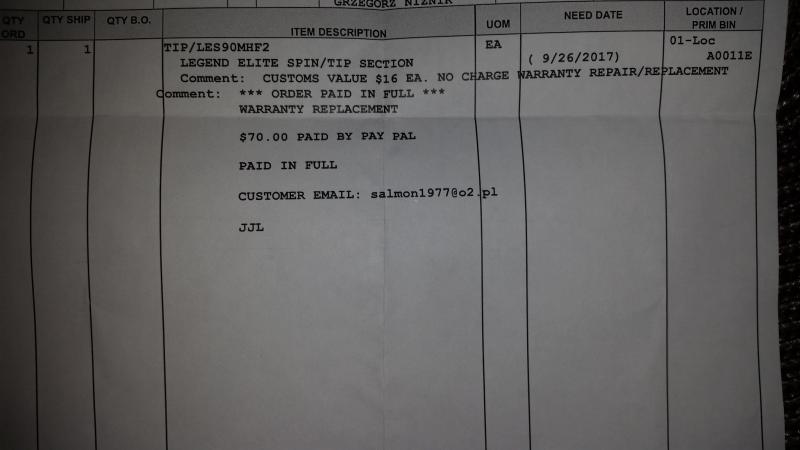 GRZEGORZ NIZNIK
QTY ORD QTY SHIP QTY B.O. ITEM DESCRIPTION UOM NEED DATE LOCATION / PRIM BIN
1 1 TIP/LES90MHF2 EA 01-Loc
LEGEND ELITE SPIN/TIP SECTION ( 9/26/2017) A0011E
Comment: CUSTOMS VALUE $16 EA. NO CHARGE WARRANTY REPAIR/REPLACEMENT
Comment: *** ORDER PAID IN FULL ***
WARRANTY REPLACEMENT
$70.00 PAID BY PAY PAL
PAID IN FULL
CUSTOMER EMAIL: salmon1977@o2.pl
JJL